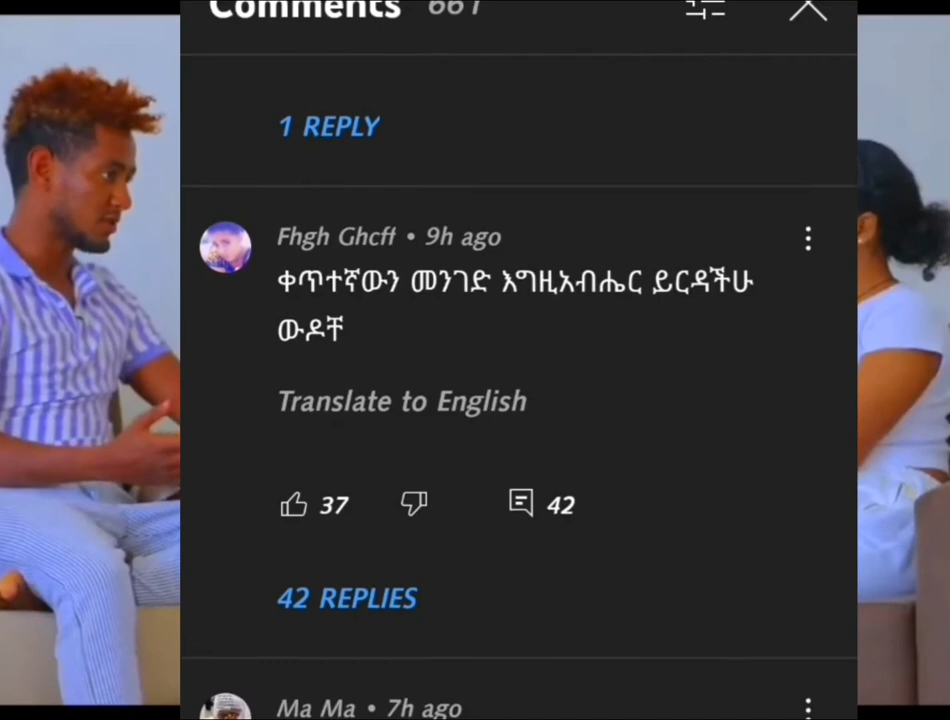 Comments 661
1 REPLY
Fhgh Ghcff • 9h ago
ቀጥተኛውን መንገድ እግዚአብሔር ይርዳችሁ
ውዶቸ
Translate to English
37 42
42 REPLIES
Ma Ma • 7h ago